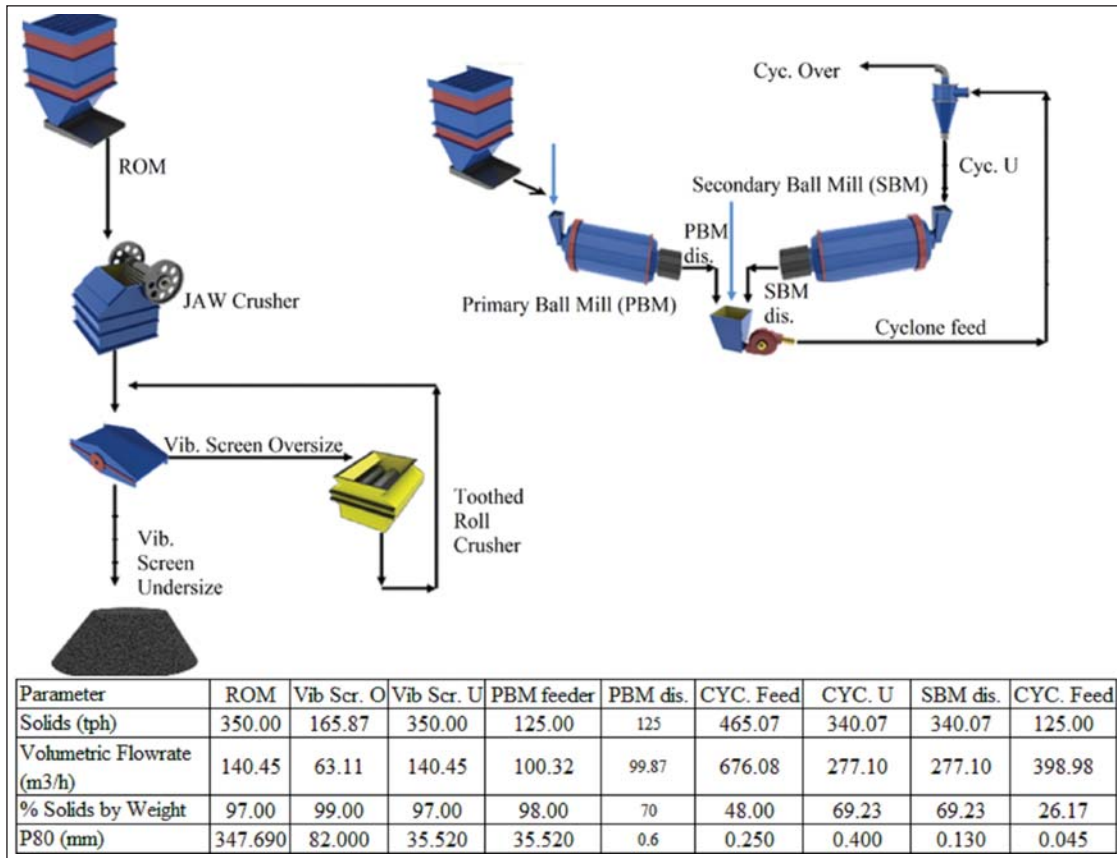 ROM
JAW Crusher
Vib. Screen Oversize
Toothed
Roll
Crusher
Vib.
Screen
Undersize
Cyc. Over
Cyc. U
Secondary Ball Mill (SBM)
PBM
dis.
Primary Ball Mill (PBM)
SBM
dis.
Cyclone feed
Parameter ROM Vib Scr. O Vib Scr. U PBM feeder PBM dis. CYC. Feed CYC. U SBM dis. CYC. Feed
Solids (tph) 350.00 165.87 350.00 125.00 125 465.07 340.07 340.07 125.00
Volumetric Flowrate
(m3/h) 140.45 63.11 140.45 100.32 99.87 676.08 277.10 277.10 398.98
% Solids by Weight 97.00 99.00 97.00 98.00 70 48.00 69.23 69.23 26.17
P80 (mm) 347.690 82.000 35.520 35.520 0.6 0.250 0.400 0.130 0.045